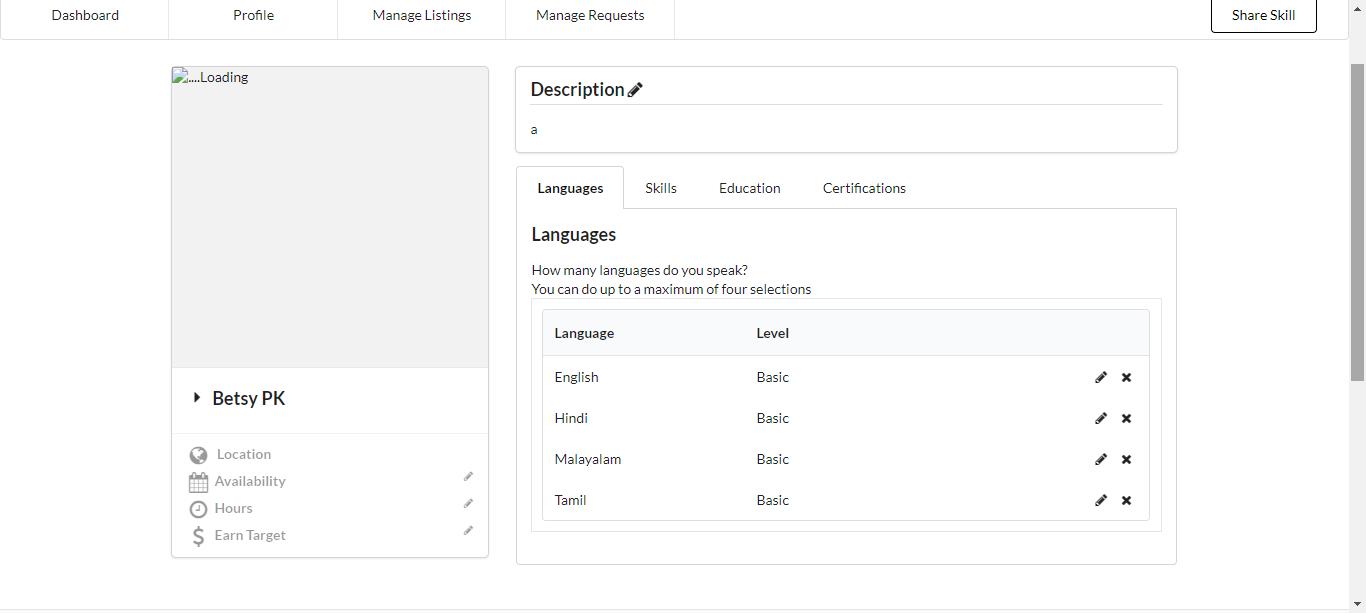 Dashboard Profile Manage Listings Manage Requests Share Skill
....Loading
Betsy PK
Location
Availability
Hours
Earn Target
Description
a
Languages Skills Education Certifications
Languages
How many languages do you speak?
You can do up to a maximum of four selections
Language Level
English Basic
Hindi Basic
Malayalam Basic
Tamil Basic